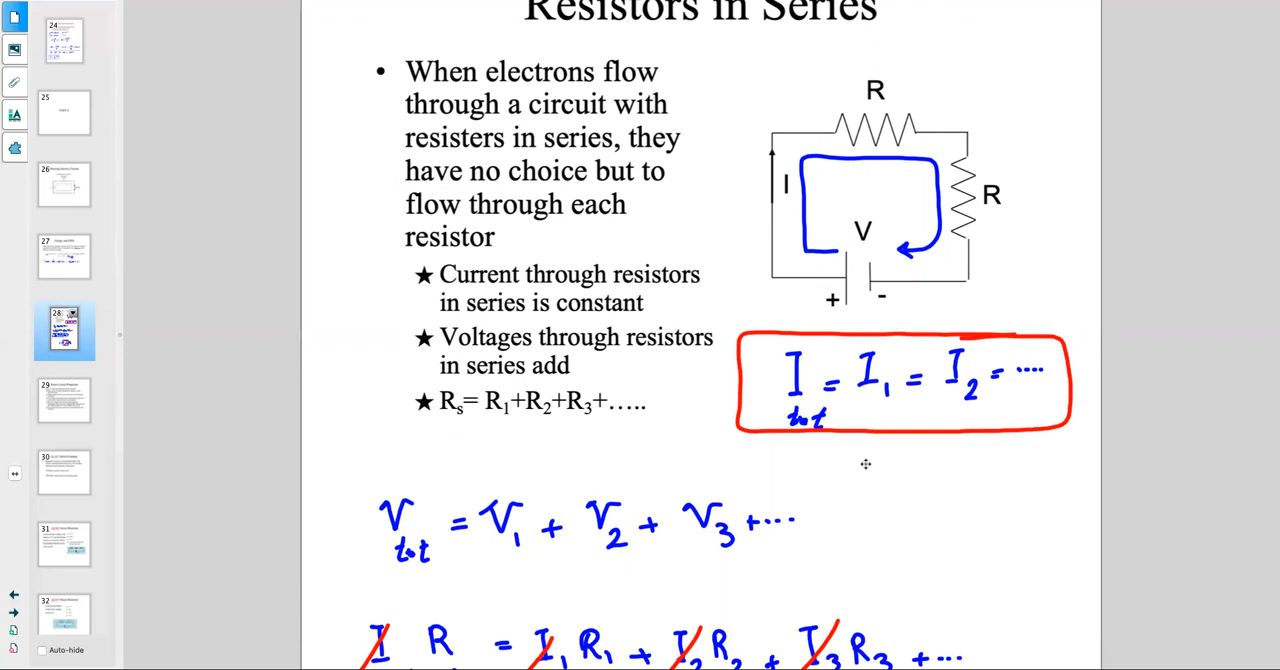 Resistors in Series
• When electrons flow
through a circuit with
resisters in series, they
have no choice but to
flow through each
resistor
★ Current through resistors
in series is constant
★ Voltages through resistors
in series add
★ Rs= R1+R2+R3+…..
R
I
R
V
+ -
I tot = I1 = I2 = ....
V tot = V1 + V2 + V3 + ...
I R = I1 R1 + I2 R2 + I3 R3 + ...
24
25
26
27
28
29
30
31
32
Auto-hide